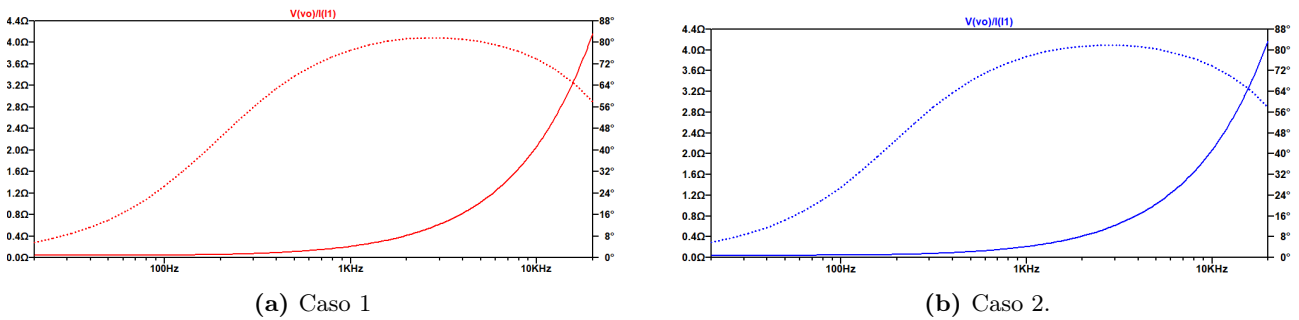 V(vo)/I(I1)
4.4Ω
4.0Ω
3.6Ω
3.2Ω
2.8Ω
2.4Ω
2.0Ω
1.6Ω
1.2Ω
0.8Ω
0.4Ω
0.0Ω
88°
80°
72°
64°
56°
48°
40°
32°
24°
16°
8°
0°
100Hz 1KHz 10KHz
(a) Caso 1
V(vo)/I(I1)
4.4Ω
4.0Ω
3.6Ω
3.2Ω
2.8Ω
2.4Ω
2.0Ω
1.6Ω
1.2Ω
0.8Ω
0.4Ω
0.0Ω
88°
80°
72°
64°
56°
48°
40°
32°
24°
16°
8°
0°
100Hz 1KHz 10KHz
(b) Caso 2.